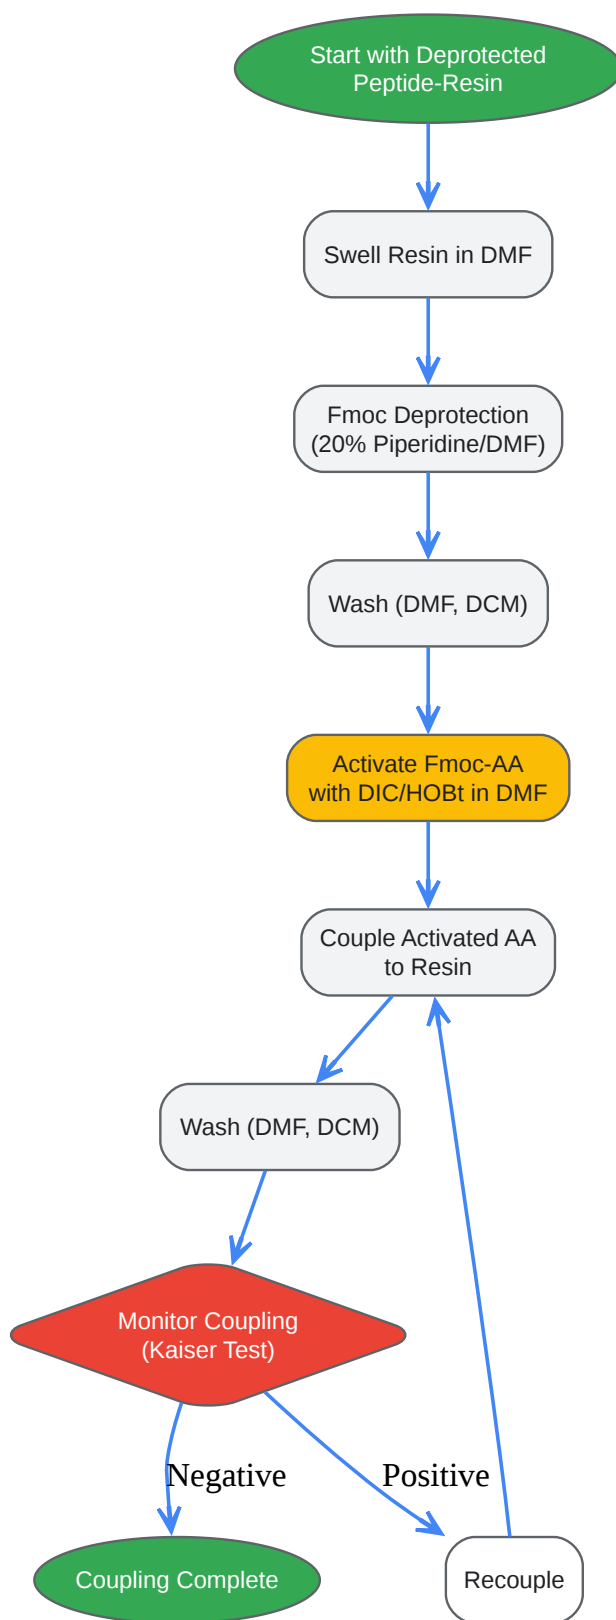 Start with Deprotected
Peptide-Resin
Swell Resin in DMF
Fmoc Deprotection
(20% Piperidine/DMF)
Wash (DMF, DCM)
Activate Fmoc-AA
with DIC/HOBt in DMF
Couple Activated AA
to Resin
Wash (DMF, DCM)
Monitor Coupling
(Kaiser Test)
Negative
Positive
Coupling Complete
Recouple